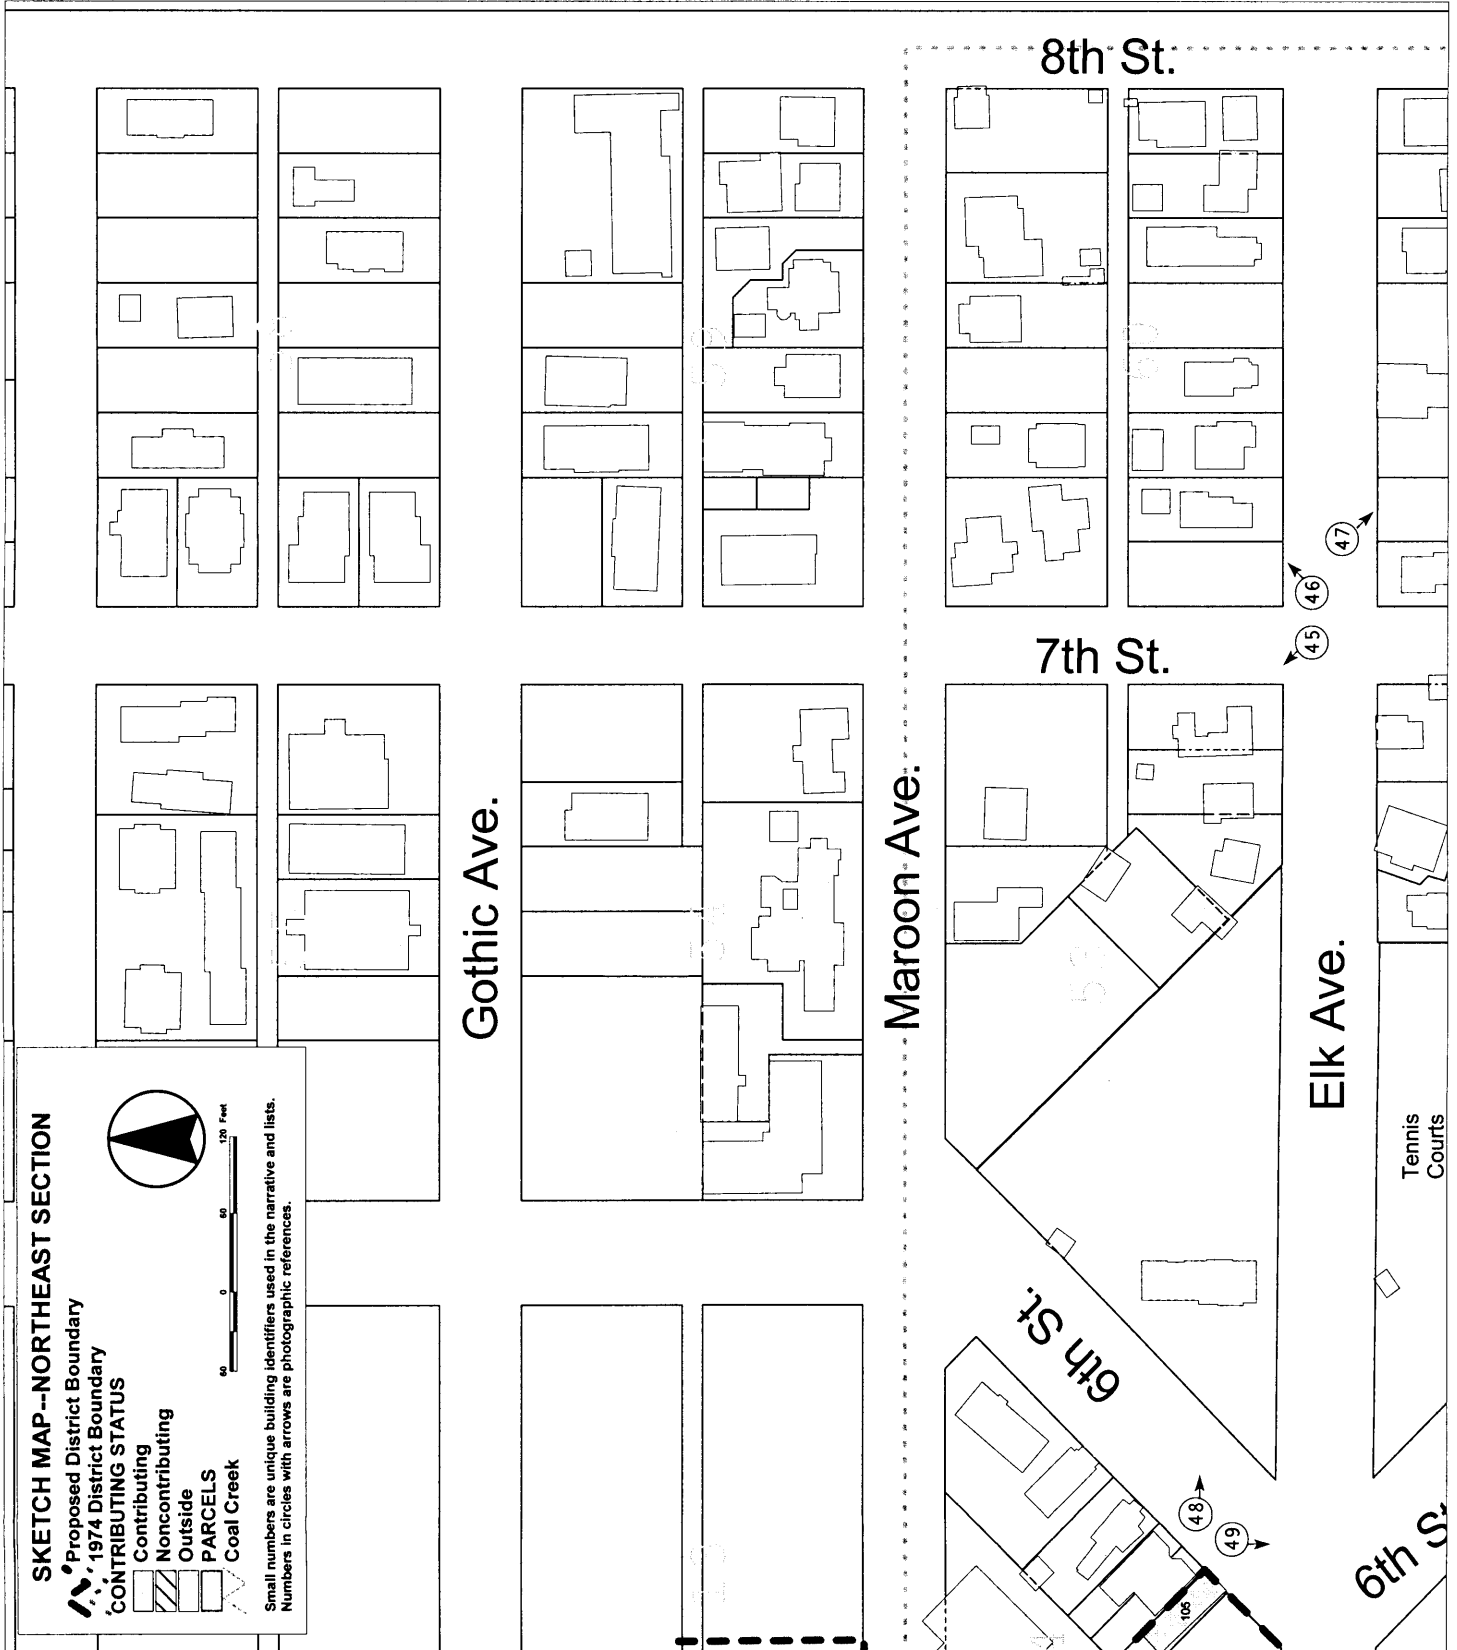 SKETCH MAP--NORTHEAST SECTION
Proposed District Boundary
1974 District Boundary
CONTRIBUTING STATUS
Contributing
Noncontributing
Outside
PARCELS
Coal Creek
60 0 60 120 Feet
Small numbers are unique building identifiers used in the narrative and lists.
Numbers in circles with arrows are photographic references.
8th St.
7th St.
Gothic Ave.
Maroon Ave.
Elk Ave.
6th St.
Tennis
Courts
47
46
45
48
49
105
59
60
53